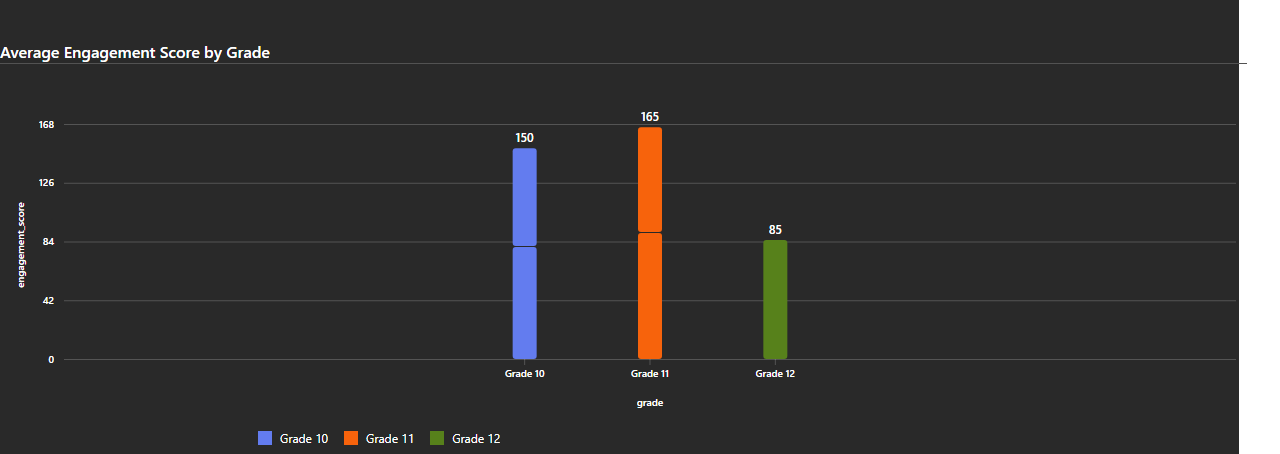 Average Engagement Score by Grade
168
126
84
42
0
engagement_score
150
165
85
Grade 10
Grade 11
Grade 12
grade
Grade 10
Grade 11
Grade 12